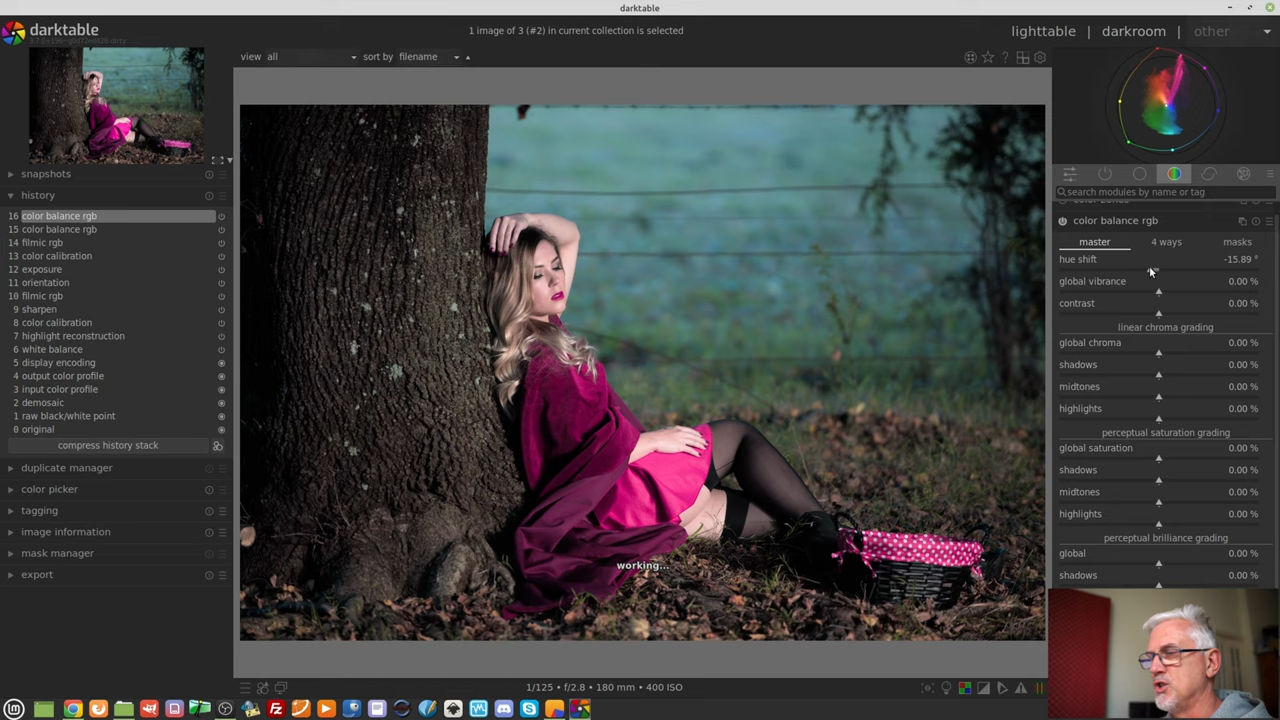 darktable
darktable
1 image of 3 (#2) in current collection is selected
lighttable | darkroom | other
view all sort by filename
search modules by name or tag
snapshots
history
16 color balance rgb
15 color balance rgb
14 filmic rgb
13 color calibration
12 exposure
11 orientation
10 filmic rgb
9 sharpen
8 color calibration
7 highlight reconstruction
6 white balance
5 display encoding
4 output color profile
3 input color profile
2 demosaic
1 raw black/white point
0 original
compress history stack
duplicate manager
color picker
tagging
image information
mask manager
export
working...
1/125 • f/2.8 • 180 mm • 400 ISO
color balance rgb
master 4 ways masks
hue shift -15.89 °
global vibrance 0.00 %
contrast 0.00 %
linear chroma grading
global chroma 0.00 %
shadows 0.00 %
midtones 0.00 %
highlights 0.00 %
perceptual saturation grading
global saturation 0.00 %
shadows 0.00 %
midtones 0.00 %
highlights 0.00 %
perceptual brilliance grading
global 0.00 %
shadows 0.00 %